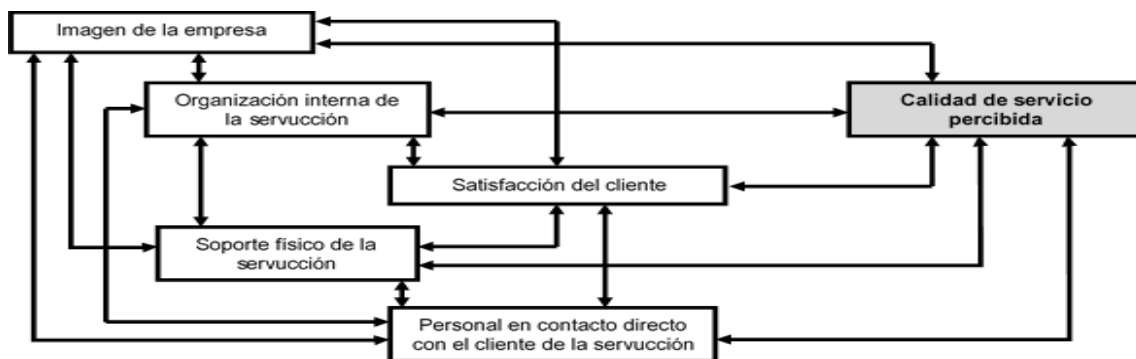 Imagen de la empresa
Organización interna de
la servucción
Calidad de servicio
percibida
Satisfacción del cliente
Soporte físico de la
servucción
Personal en contacto directo
con el cliente de la servucción